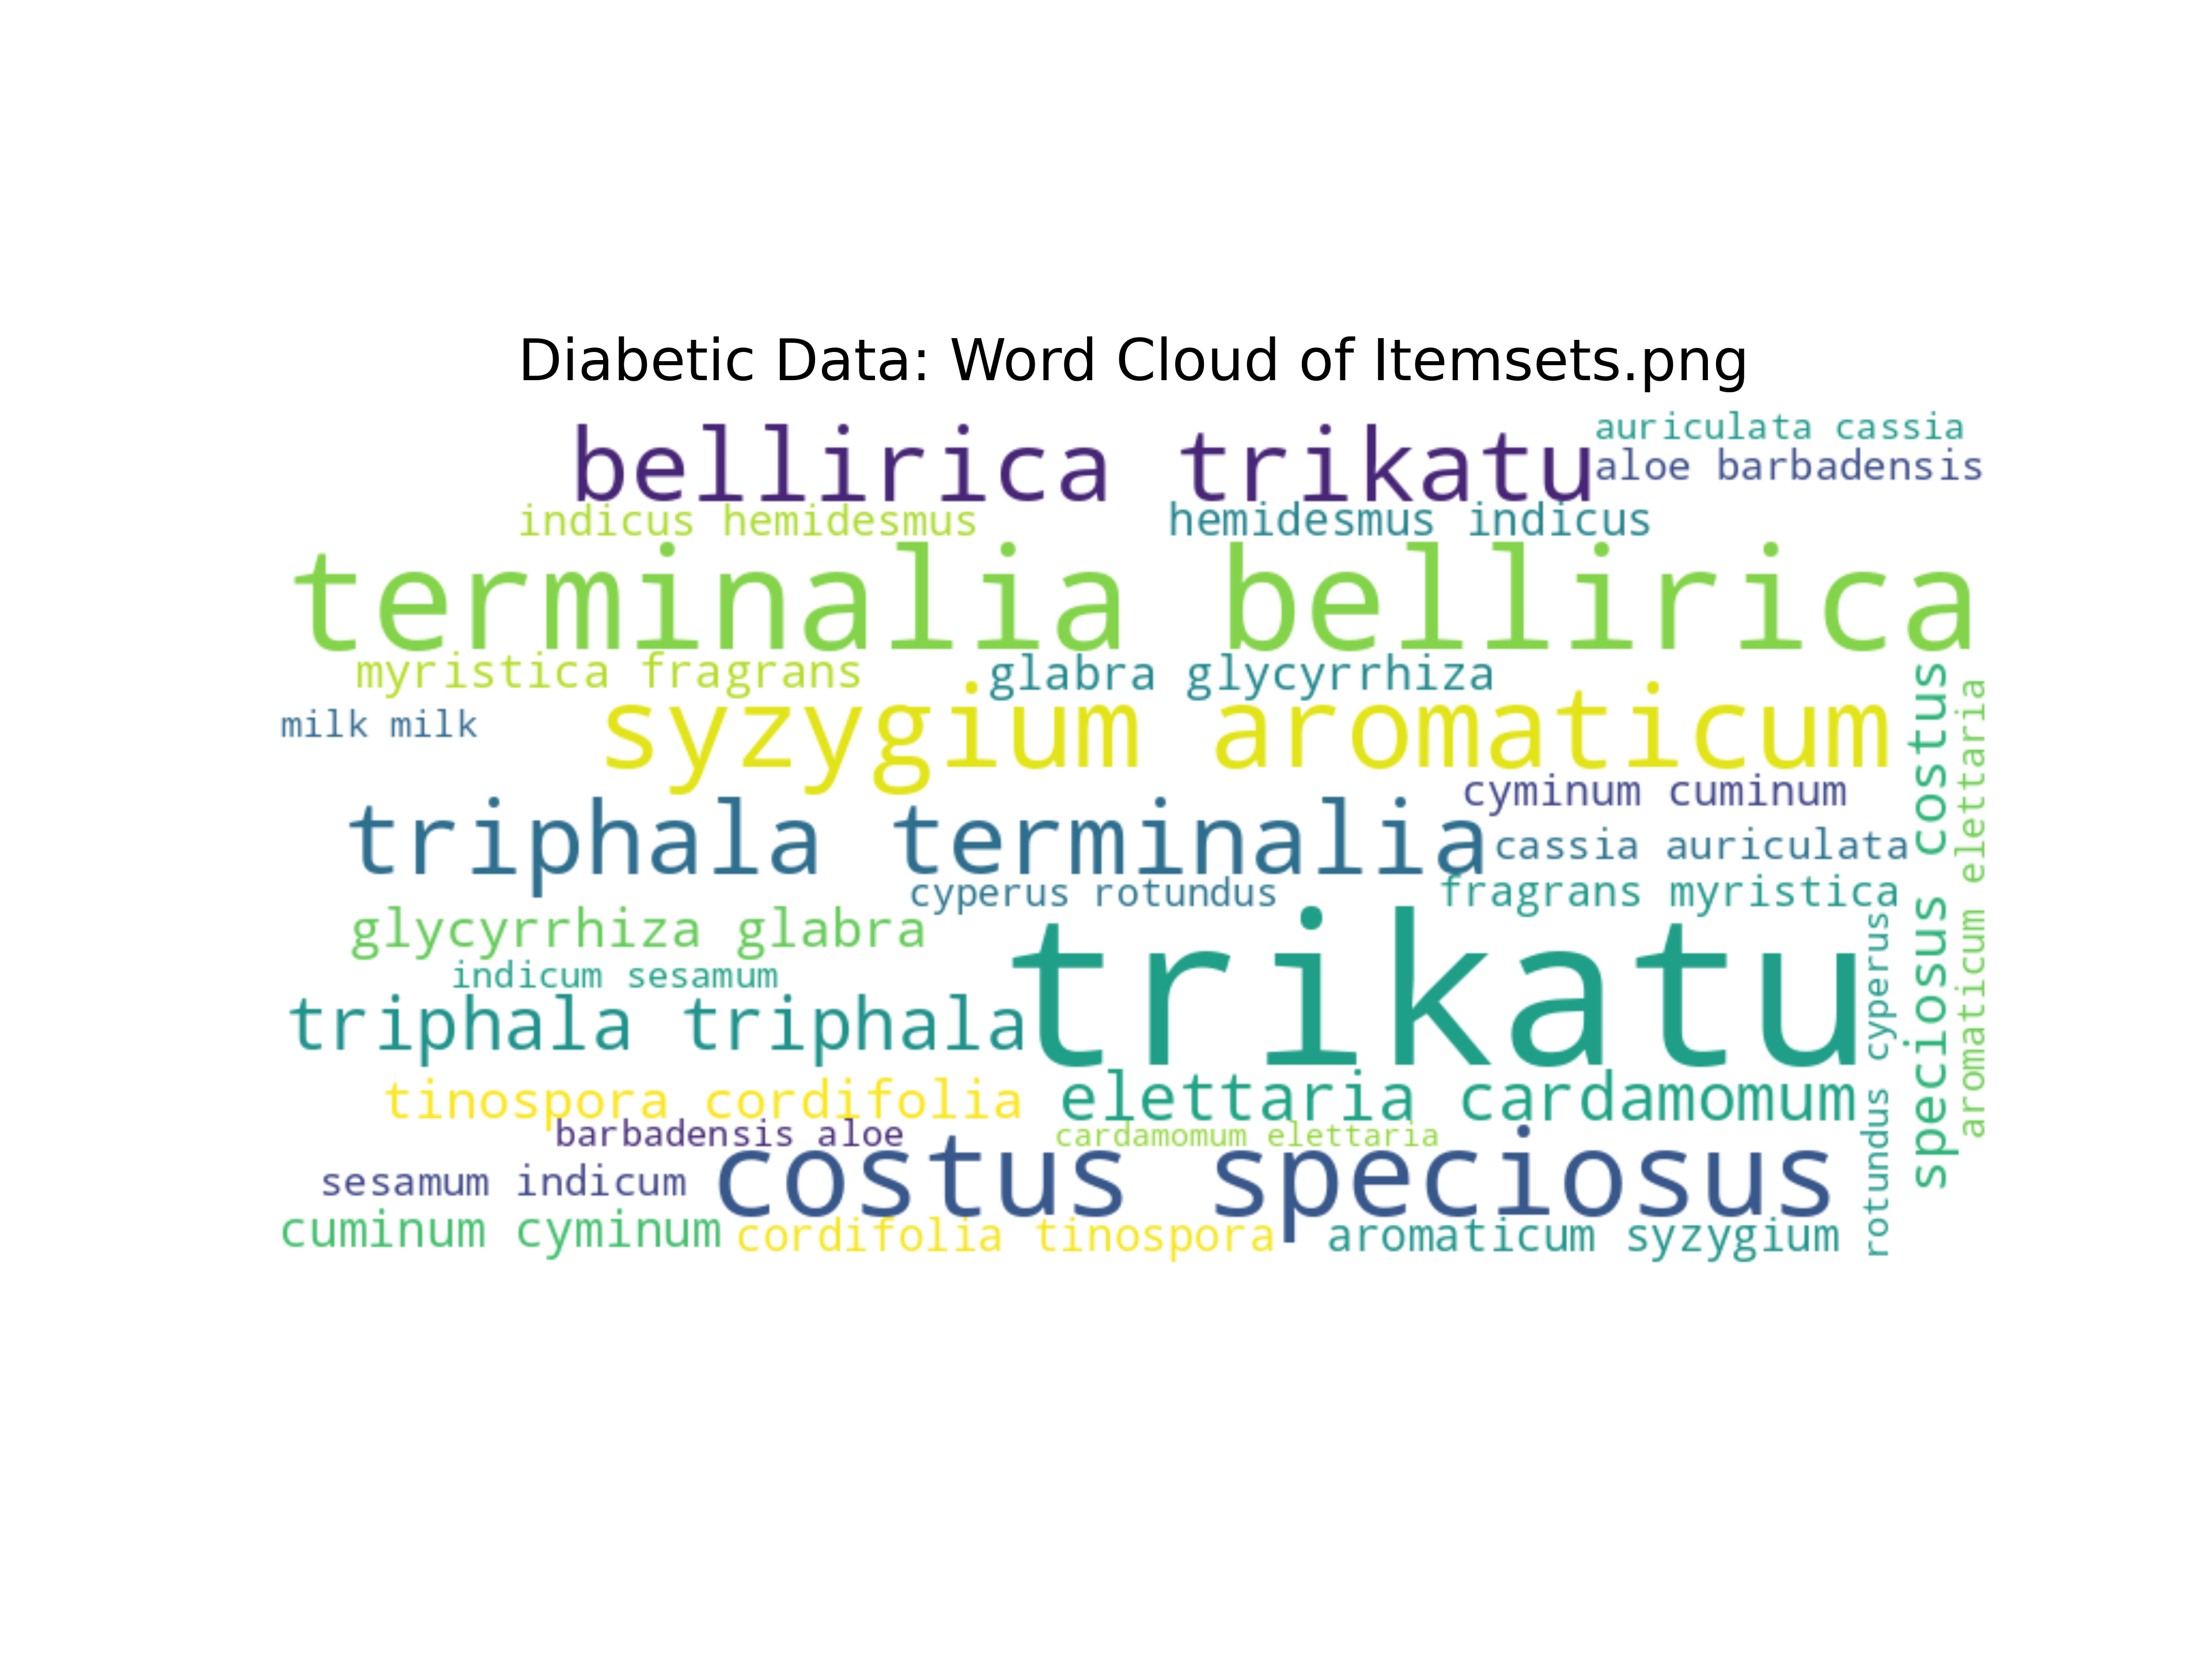 Diabetic Data: Word Cloud of Itemsets.png
bellirica trikatu
auriculata cassia
aloe barbadensis
indicus hemidesmus
hemidesmus indicus
terminalia bellirica
myristica fragrans
glabra glycyrrhiza
milk milk
syzygium aromaticum
cyminum cuminum
triphala terminalia
cassia auriculata
cyperus rotundus
fragrans myristica
glycyrrhiza glabra
trikatu
indicum sesamum
triphala triphala
tinospora cordifolia
elettaria cardamomum
barbadensis aloe
cardamomum elettaria
sesamum indicum
costus speciosus
cuminum cyminum
cordifolia tinospora
aromaticum syzygium
rotundus cyperus
speciosus costus
aromaticum elettaria